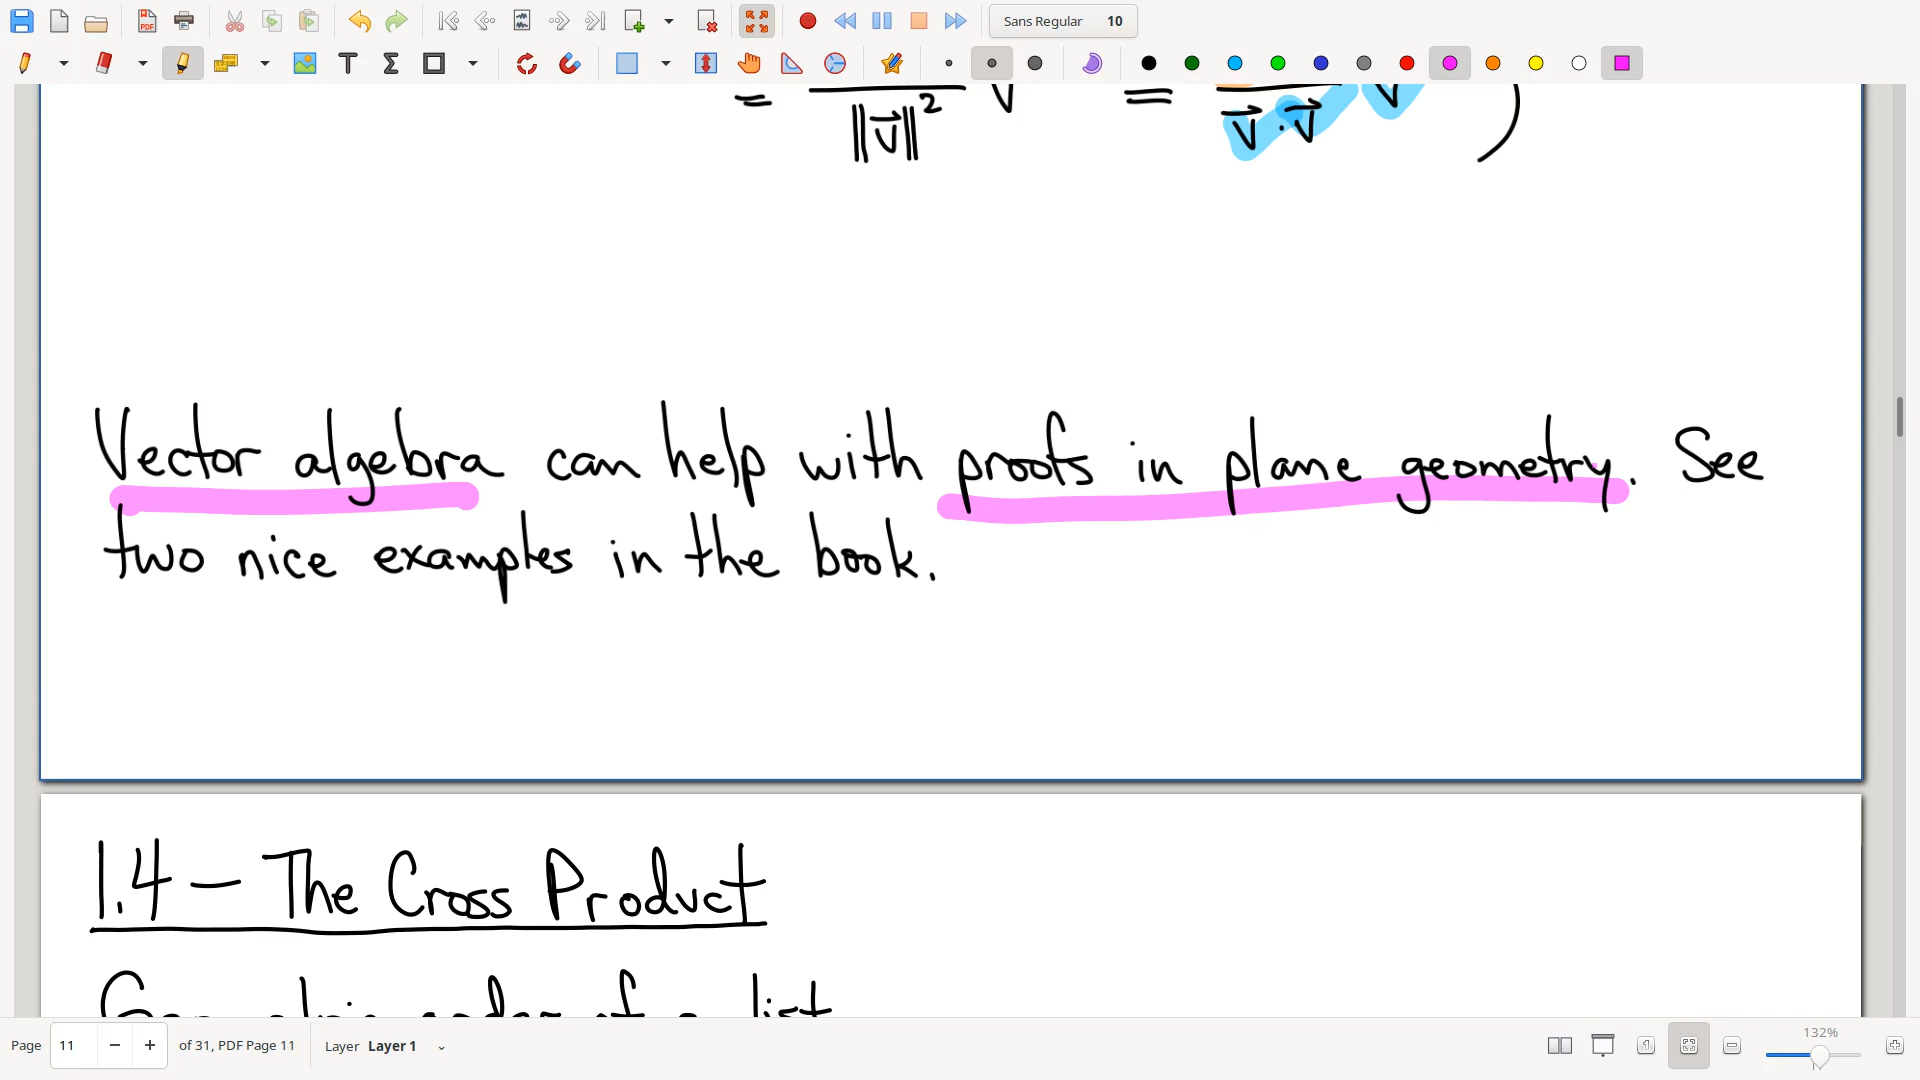 Sans Regular 10
= ‖v⃗‖² v = v⃗·v⃗ v )
Vector algebra can help with proofs in plane geometry. See
two nice examples in the book.
1.4 – The Cross Product
Page 11 of 31, PDF Page 11 Layer Layer 1 132%